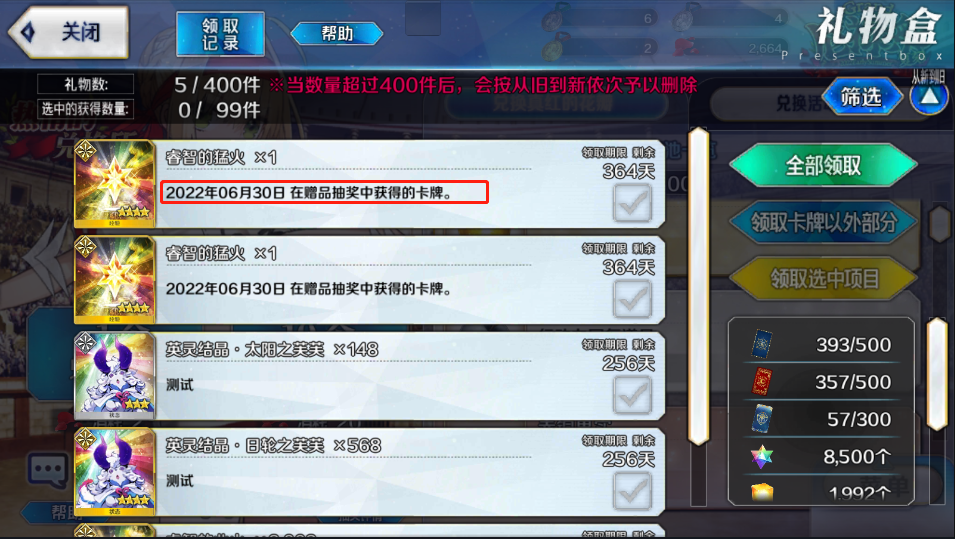 关闭
领取
记录
帮助
6
4
2
2,664
礼物盒
Presentbox
礼物数:
5/400件
※当数量超过400件后，会按从旧到新依次予以删除
选中的获得数量:
0/ 99件
筛选
从新到旧
睿智的猛火 ×1
领取期限 剩余
364天
2022年06月30日 在赠品抽奖中获得的卡牌。
睿智的猛火 ×1
领取期限 剩余
364天
2022年06月30日 在赠品抽奖中获得的卡牌。
英灵结晶·太阳之芙芙 ×148
领取期限 剩余
256天
测试
英灵结晶·日轮之芙芙 ×568
领取期限 剩余
256天
测试
全部领取
领取卡牌以外部分
领取选中项目
393/500
357/500
57/300
8,500个
1,992个
帮助